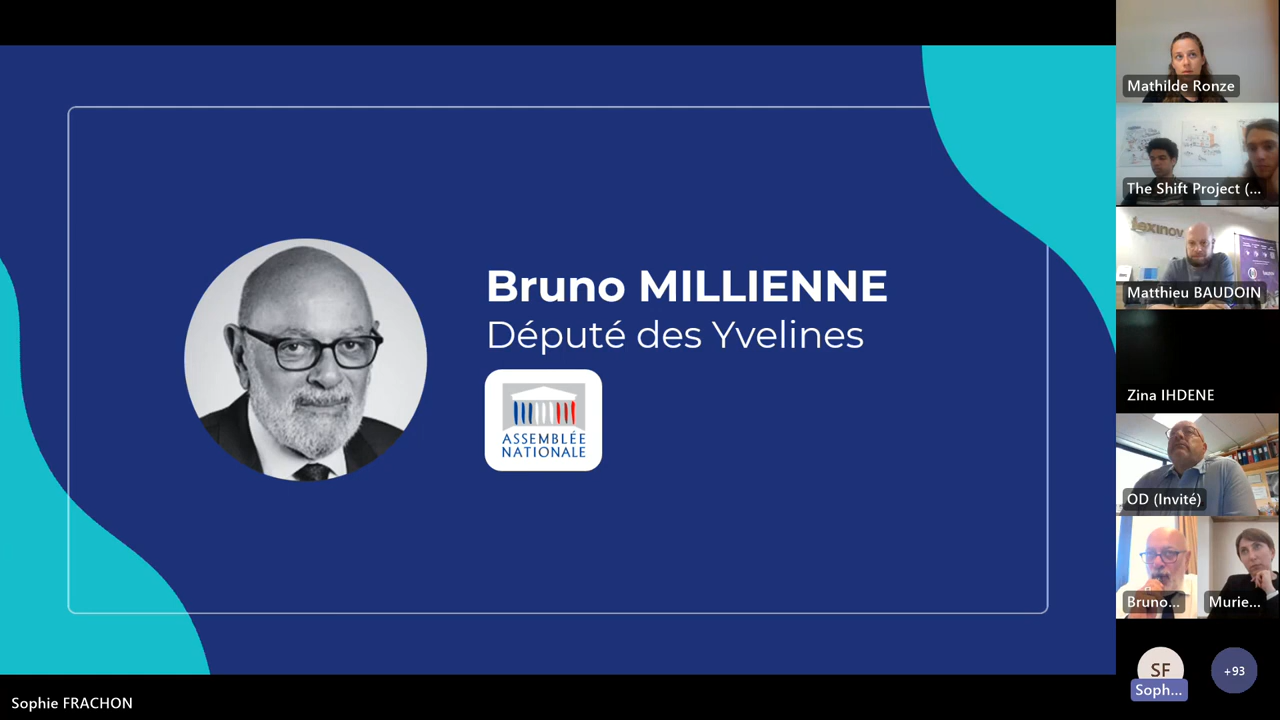 Bruno MILLIENNE
Député des Yvelines
ASSEMBLÉE
NATIONALE
Sophie FRACHON
Mathilde Ronze
The Shift Project (...
Matthieu BAUDOIN
Zina IHDENE
OD (Invité)
Bruno...
Murie...
SF
Soph...
+93